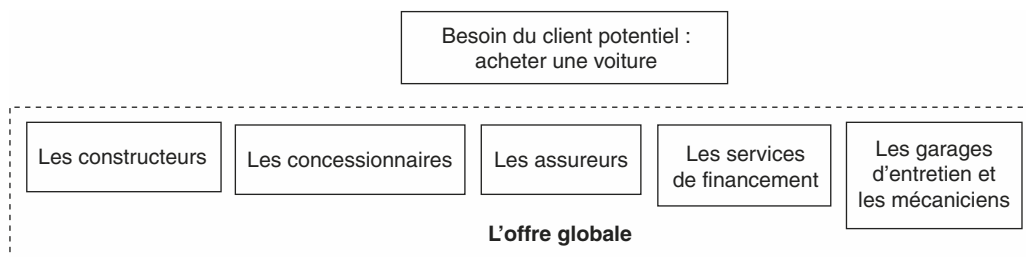 Besoin du client potentiel :
acheter une voiture
Les constructeurs
Les concessionnaires
Les assureurs
Les services
de financement
Les garages
d’entretien et
les mécaniciens
L’offre globale